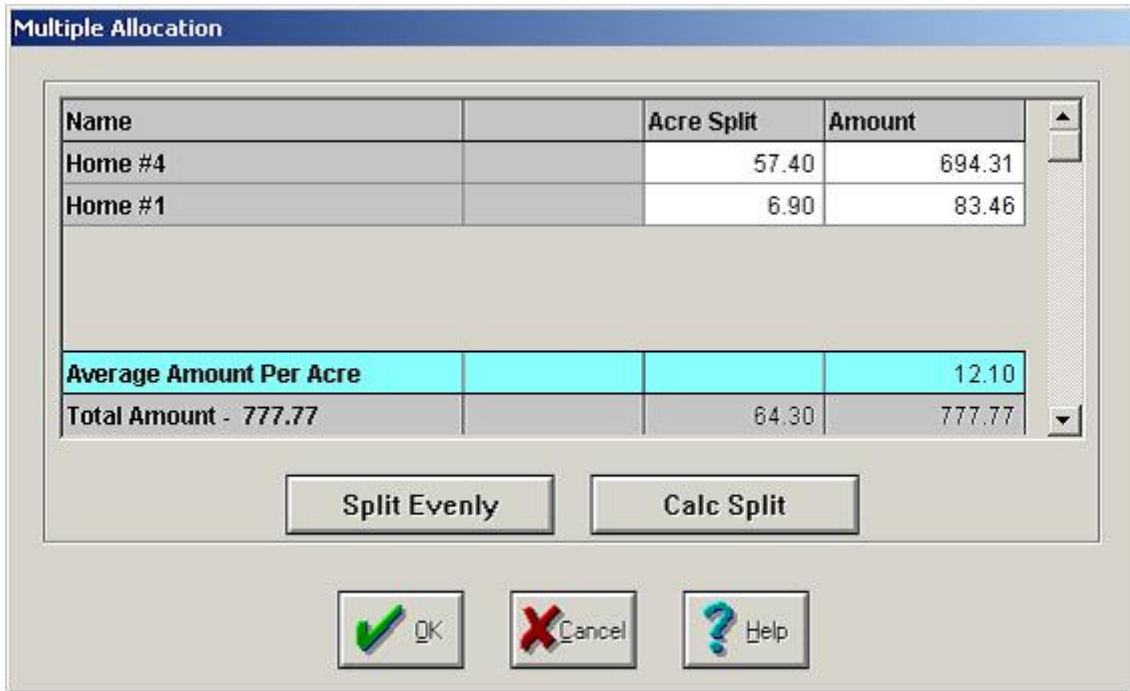 Multiple Allocation
Name Acre Split Amount
Home #4 57.40 694.31
Home #1 6.90 83.46
Average Amount Per Acre 12.10
Total Amount - 777.77 64.30 777.77
Split Evenly Calc Split
OK Cancel Help